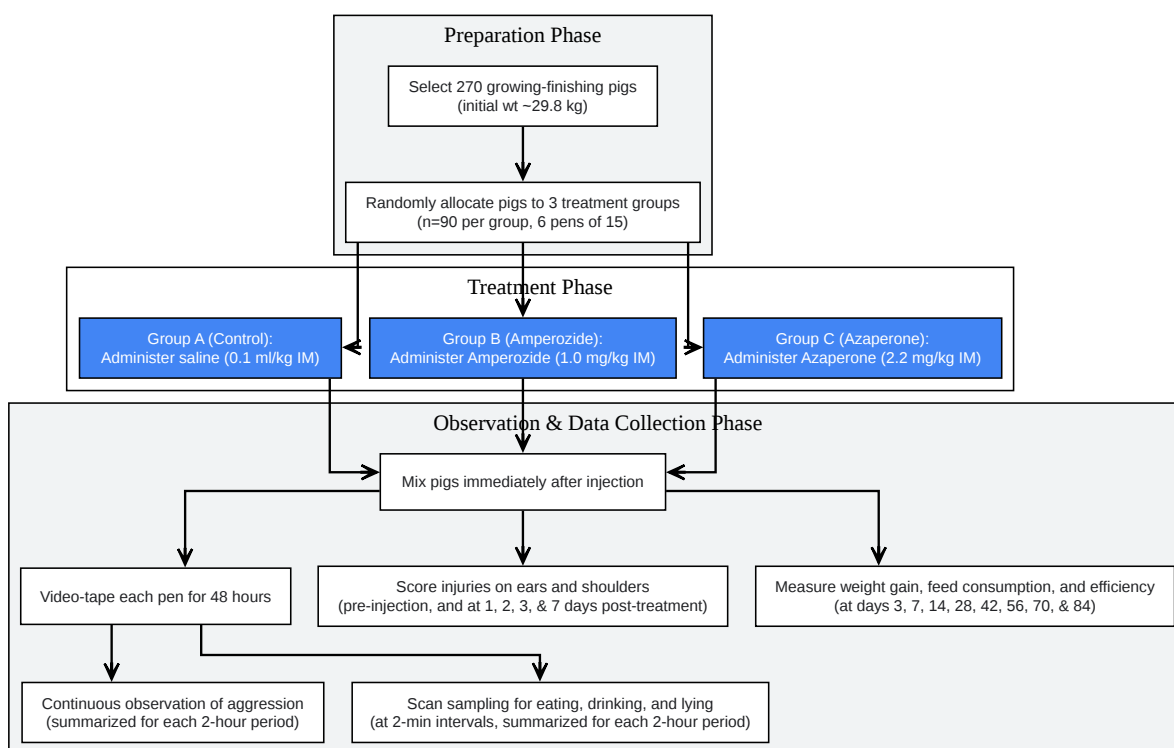 Preparation Phase
Select 270 growing-finishing pigs
(initial wt ~29.8 kg)
Randomly allocate pigs to 3 treatment groups
(n=90 per group, 6 pens of 15)
Treatment Phase
Group A (Control):
Administer saline (0.1 ml/kg IM)
Group B (Amperozide):
Administer Amperozide (1.0 mg/kg IM)
Group C (Azaperone):
Administer Azaperone (2.2 mg/kg IM)
Observation & Data Collection Phase
Mix pigs immediately after injection
Video-tape each pen for 48 hours
Score injuries on ears and shoulders
(pre-injection, and at 1, 2, 3, & 7 days post-treatment)
Measure weight gain, feed consumption, and efficiency
(at days 3, 7, 14, 28, 42, 56, 70, & 84)
Continuous observation of aggression
(summarized for each 2-hour period)
Scan sampling for eating, drinking, and lying
(at 2-min intervals, summarized for each 2-hour period)